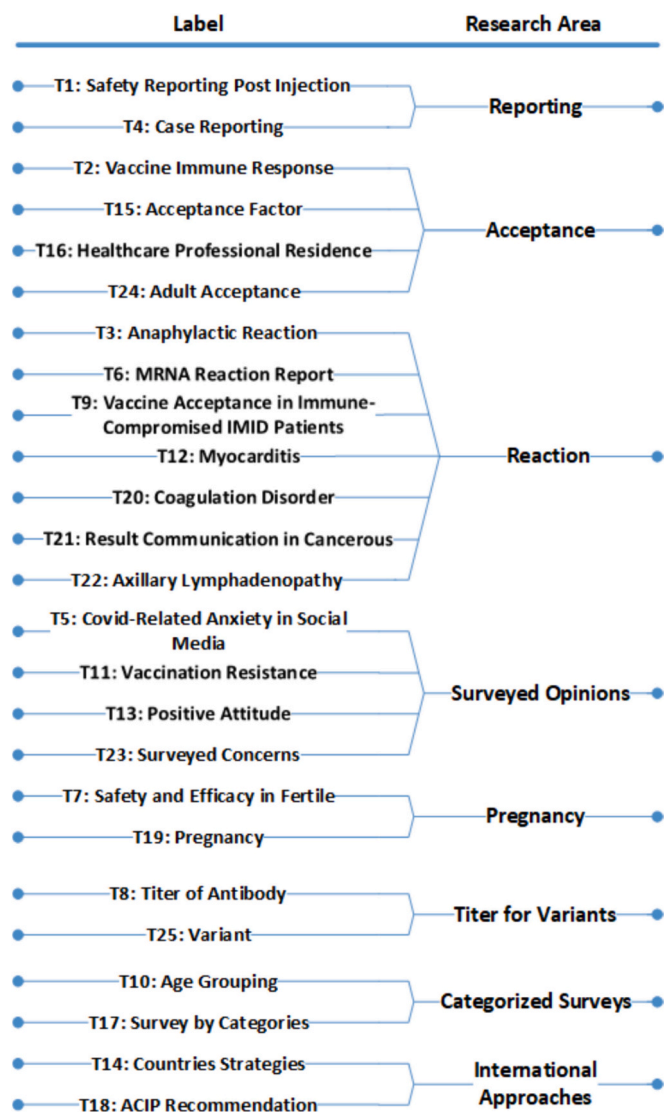 Label Research Area
T1: Safety Reporting Post Injection
Reporting
T4: Case Reporting
T2: Vaccine Immune Response
T15: Acceptance Factor
Acceptance
T16: Healthcare Professional Residence
T24: Adult Acceptance
T3: Anaphylactic Reaction
T6: MRNA Reaction Report
T9: Vaccine Acceptance in Immune-
Compromised IMID Patients
T12: Myocarditis
Reaction
T20: Coagulation Disorder
T21: Result Communication in Cancerous
T22: Axillary Lymphadenopathy
T5: Covid-Related Anxiety in Social
Media
T11: Vaccination Resistance
Surveyed Opinions
T13: Positive Attitude
T23: Surveyed Concerns
T7: Safety and Efficacy in Fertile
Pregnancy
T19: Pregnancy
T8: Titer of Antibody
Titer for Variants
T25: Variant
T10: Age Grouping
Categorized Surveys
T17: Survey by Categories
T14: Countries Strategies
International
Approaches
T18: ACIP Recommendation